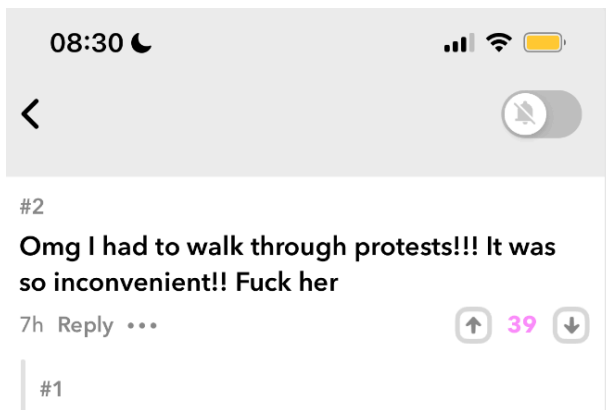 08:30
#2
Omg I had to walk through protests!!! It was
so inconvenient!! Fuck her
7h Reply •••
39
#1